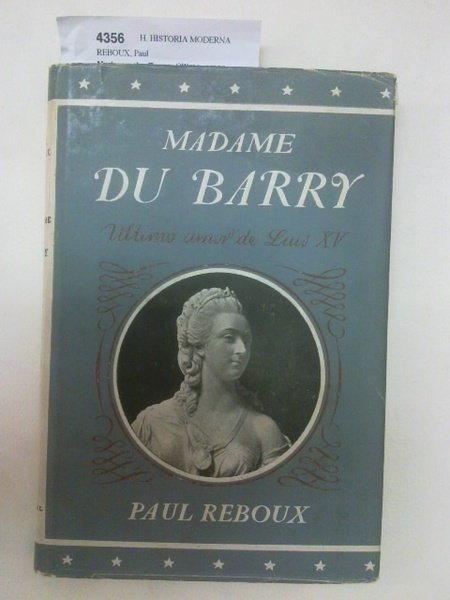 4356 H. HISTORIA MODERNA
REBOUX, Paul
MADAME
DU BARRY
Ultimo amor de Luis XV
PAUL REBOUX